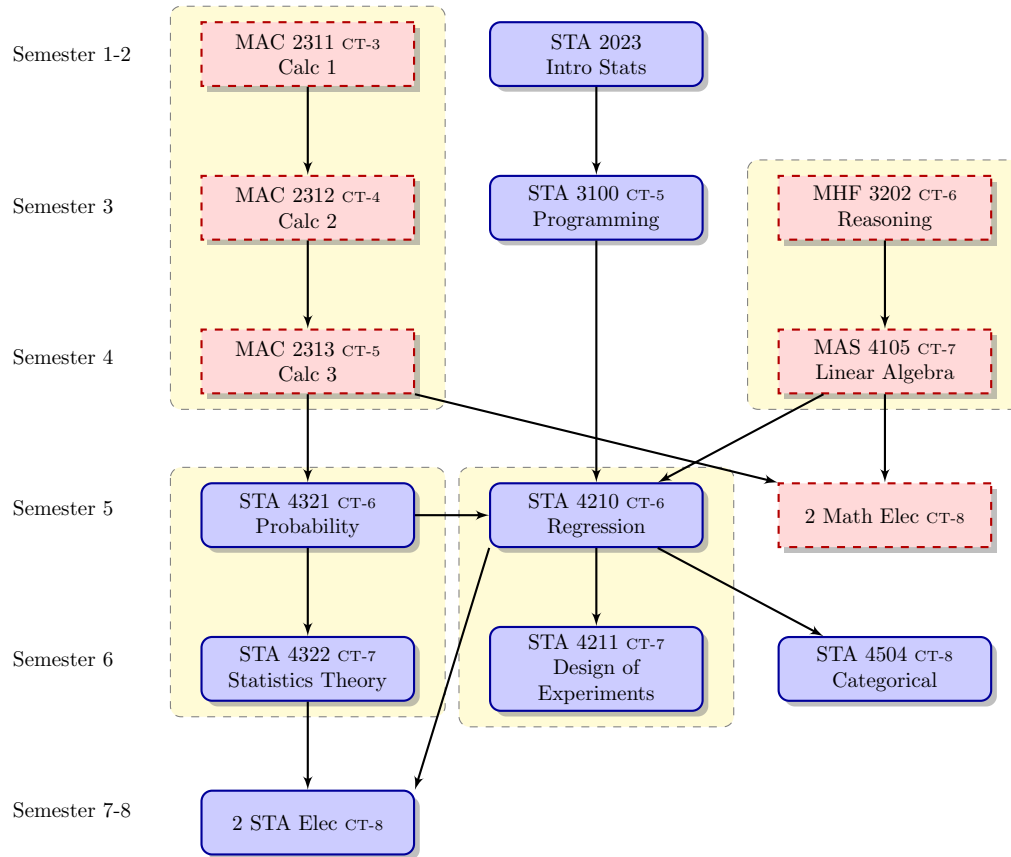 Semester 1-2
MAC 2311 CT-3
Calc 1
STA 2023
Intro Stats
Semester 3
MAC 2312 CT-4
Calc 2
STA 3100 CT-5
Programming
MHF 3202 CT-6
Reasoning
Semester 4
MAC 2313 CT-5
Calc 3
MAS 4105 CT-7
Linear Algebra
Semester 5
STA 4321 CT-6
Probability
STA 4210 CT-6
Regression
2 Math Elec CT-8
Semester 6
STA 4322 CT-7
Statistics Theory
STA 4211 CT-7
Design of
Experiments
STA 4504 CT-8
Categorical
Semester 7-8
2 STA Elec CT-8